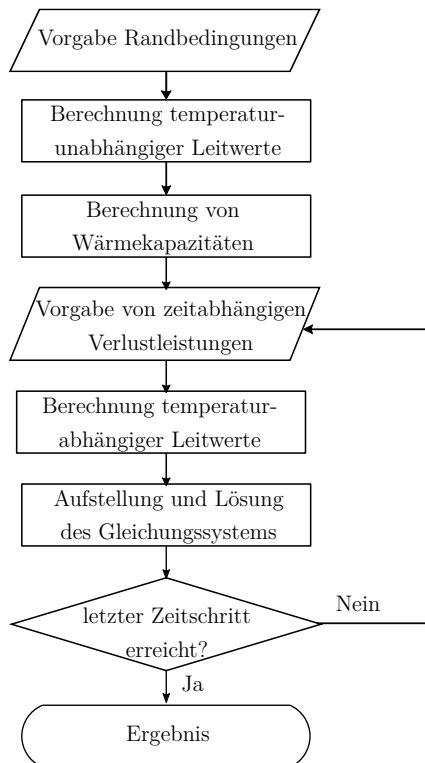 Vorgabe Randbedingungen
Berechnung temperatur-
unabhängiger Leitwerte
Berechnung von
Wärmekapazitäten
Vorgabe von zeitabhängigen
Verlustleistungen
Berechnung temperatur-
abhängiger Leitwerte
Aufstellung und Lösung
des Gleichungssystems
letzter Zeitschritt
erreicht?
Nein
Ja
Ergebnis